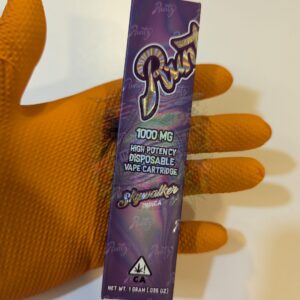 Runtz
1000 MG
HIGH POTENCY
DISPOSABLE
VAPE CARTRIDGE
Skywalker
INDICA
CA
NET WT. 1 GRAM (.035 OZ)